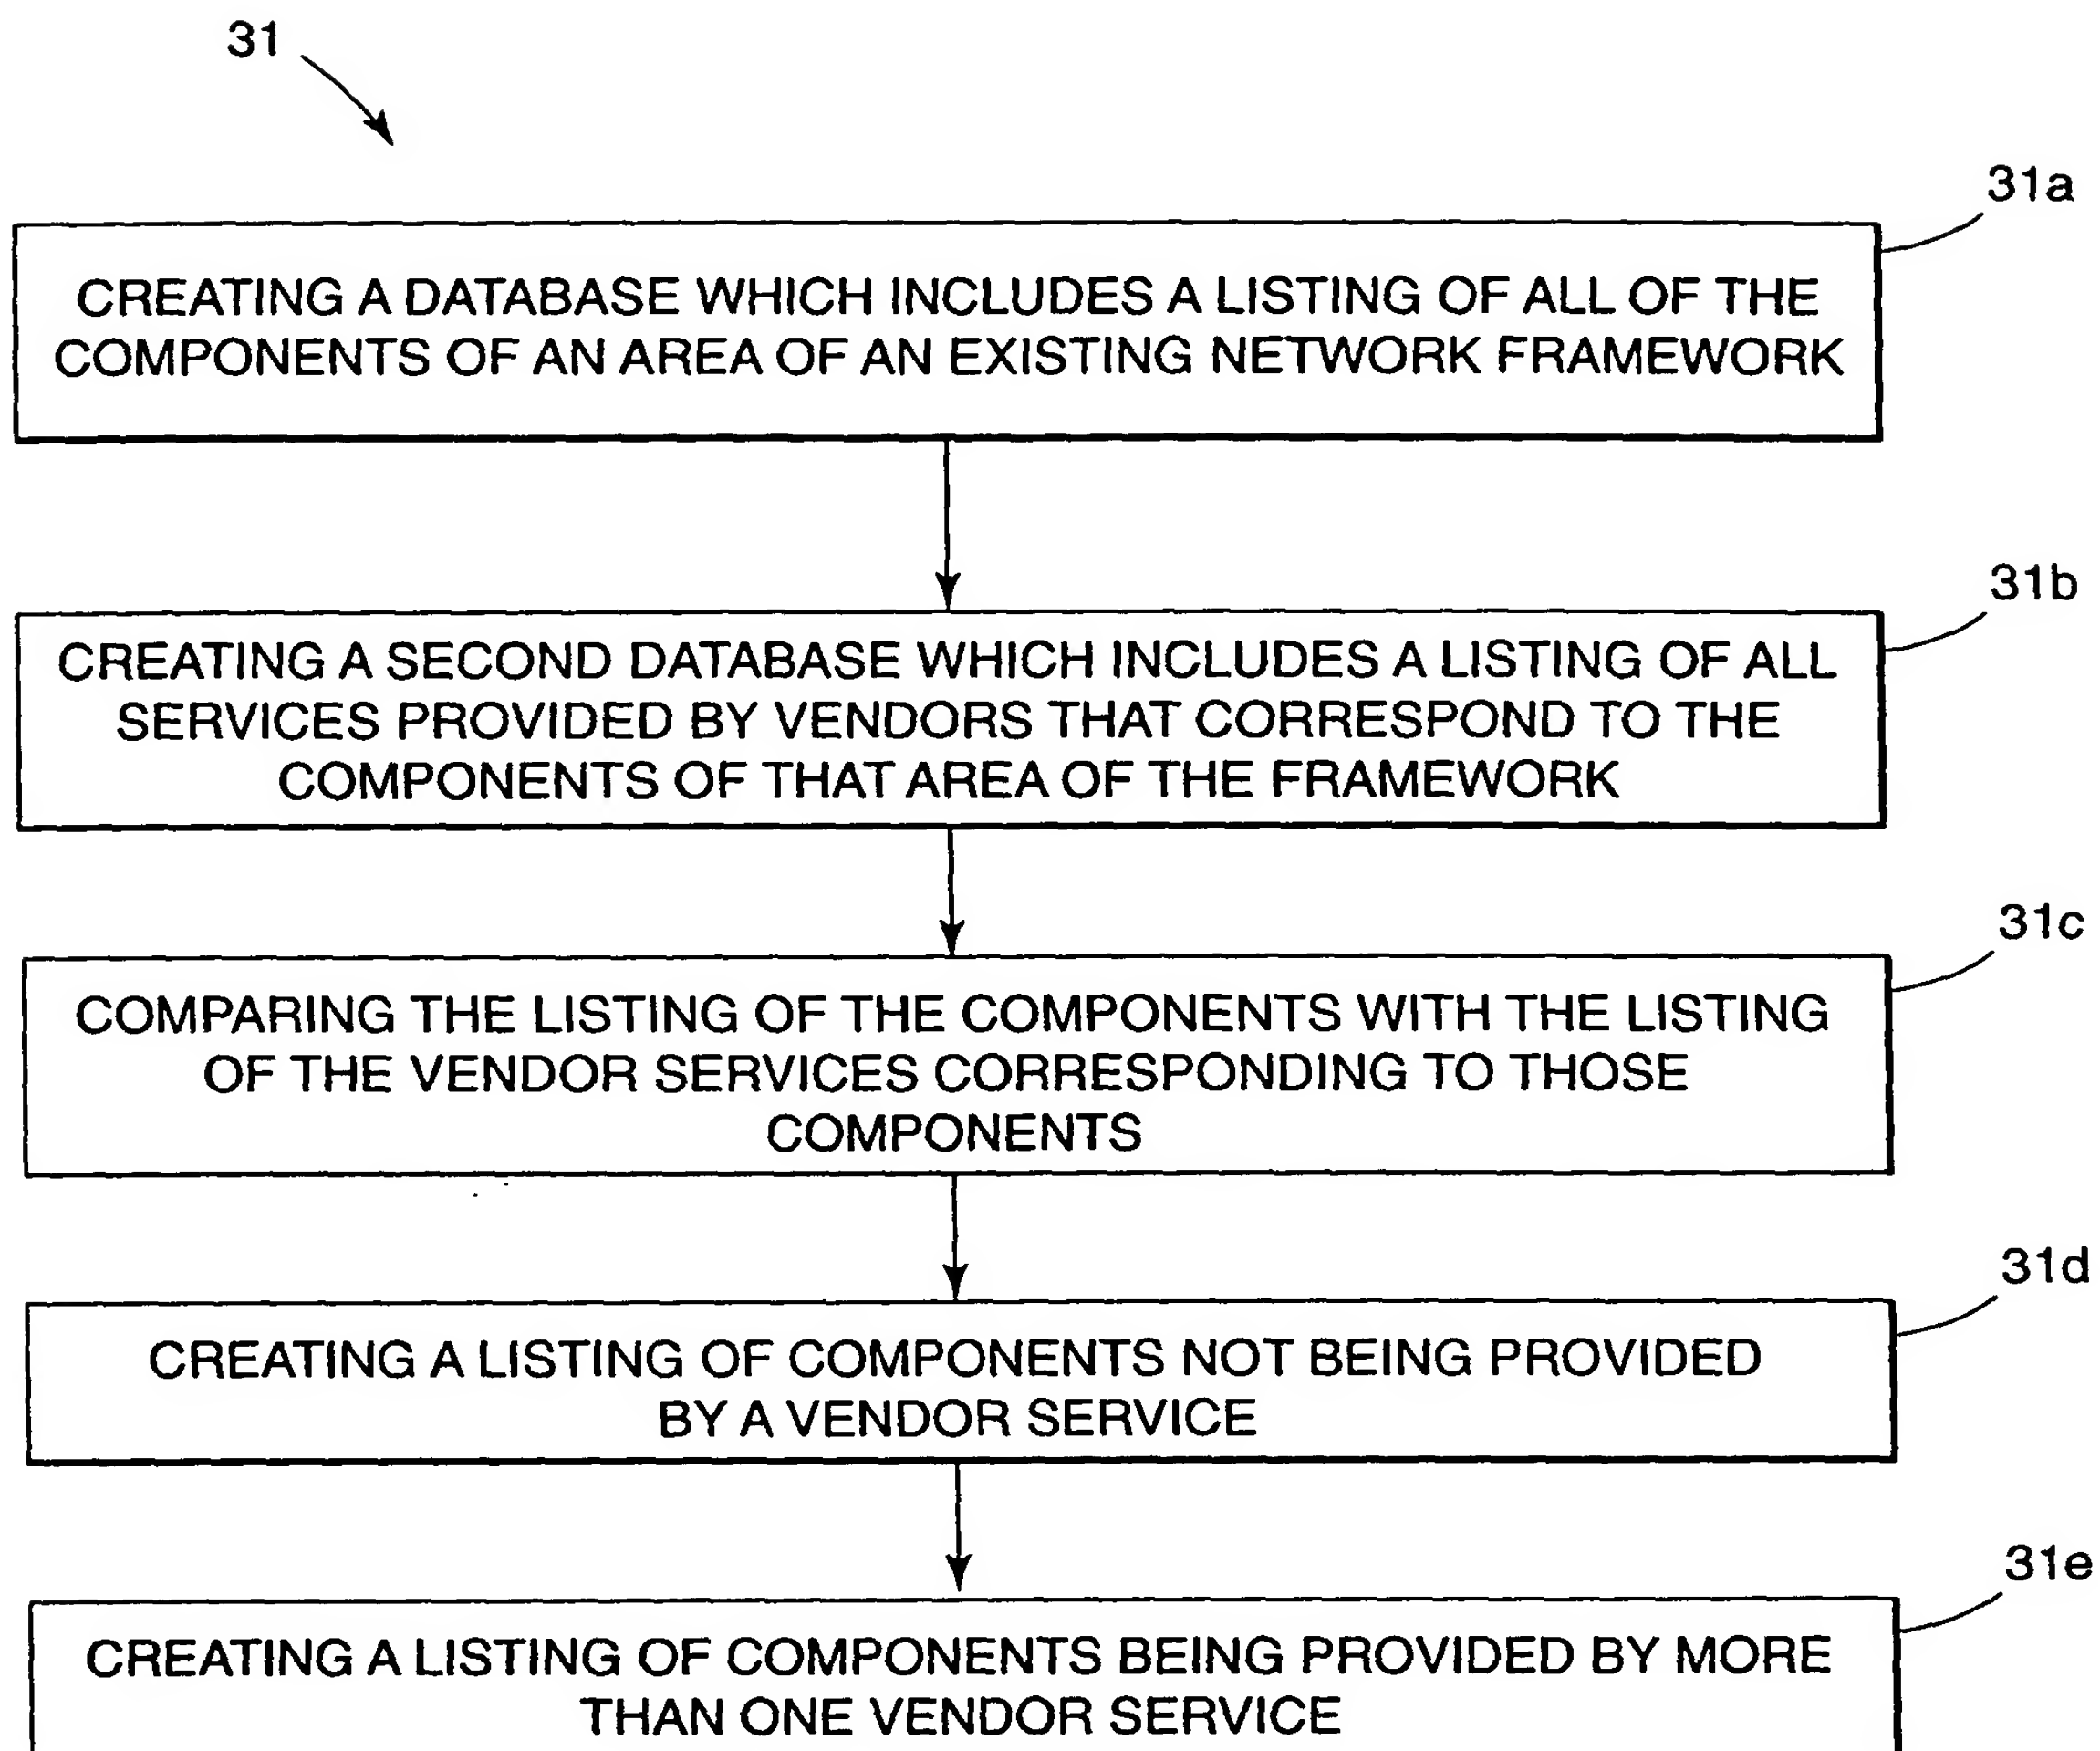 31
31a
CREATING A DATABASE WHICH INCLUDES A LISTING OF ALL OF THE
COMPONENTS OF AN AREA OF AN EXISTING NETWORK FRAMEWORK
31b
CREATING A SECOND DATABASE WHICH INCLUDES A LISTING OF ALL
SERVICES PROVIDED BY VENDORS THAT CORRESPOND TO THE
COMPONENTS OF THAT AREA OF THE FRAMEWORK
31c
COMPARING THE LISTING OF THE COMPONENTS WITH THE LISTING
OF THE VENDOR SERVICES CORRESPONDING TO THOSE
COMPONENTS
31d
CREATING A LISTING OF COMPONENTS NOT BEING PROVIDED
BY A VENDOR SERVICE
31e
CREATING A LISTING OF COMPONENTS BEING PROVIDED BY MORE
THAN ONE VENDOR SERVICE